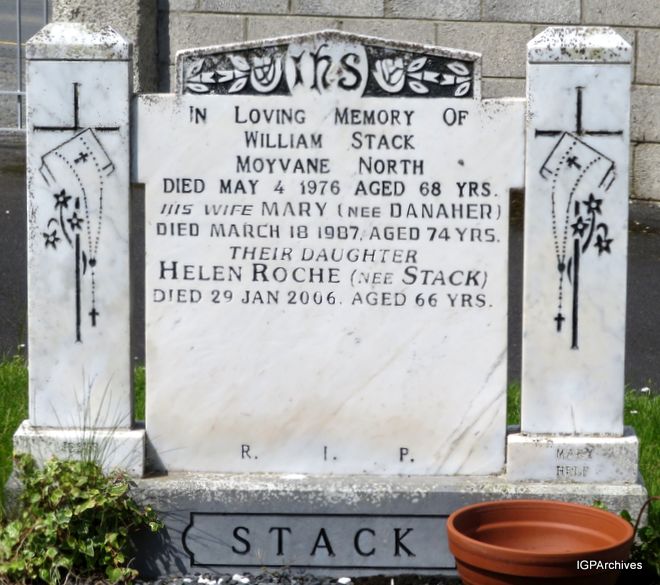 IHS
IN LOVING MEMORY OF
WILLIAM STACK
MOYVANE NORTH
DIED MAY 4 1976 AGED 68 YRS.
HIS WIFE MARY (NEE DANAHER)
DIED MARCH 18 1987, AGED 74 YRS.
THEIR DAUGHTER
HELEN ROCHE (NEE STACK)
DIED 29 JAN 2006. AGED 66 YRS.
R. I. P.
MARY
STACK
IGPArchives